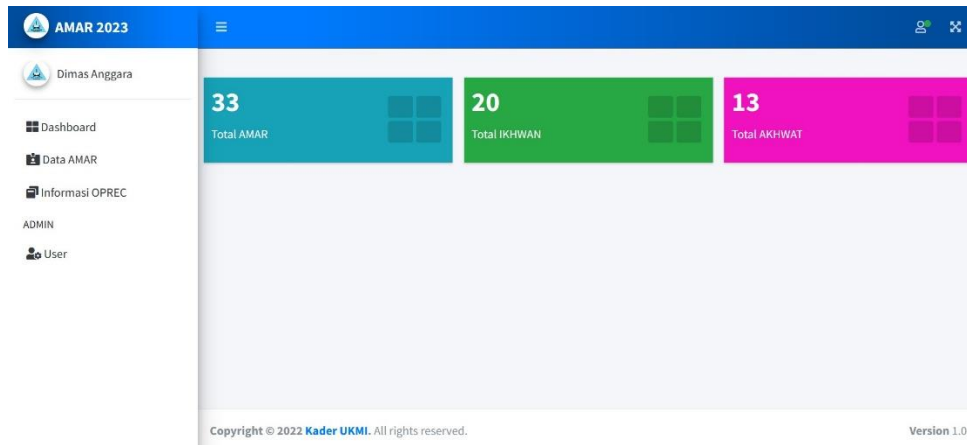 AMAR 2023
Dimas Anggara
Dashboard
Data AMAR
Informasi OPREC
ADMIN
User
33
Total AMAR
20
Total IKHWAN
13
Total AKHWAT
Copyright © 2022 Kader UKMI. All rights reserved.
Version 1.0